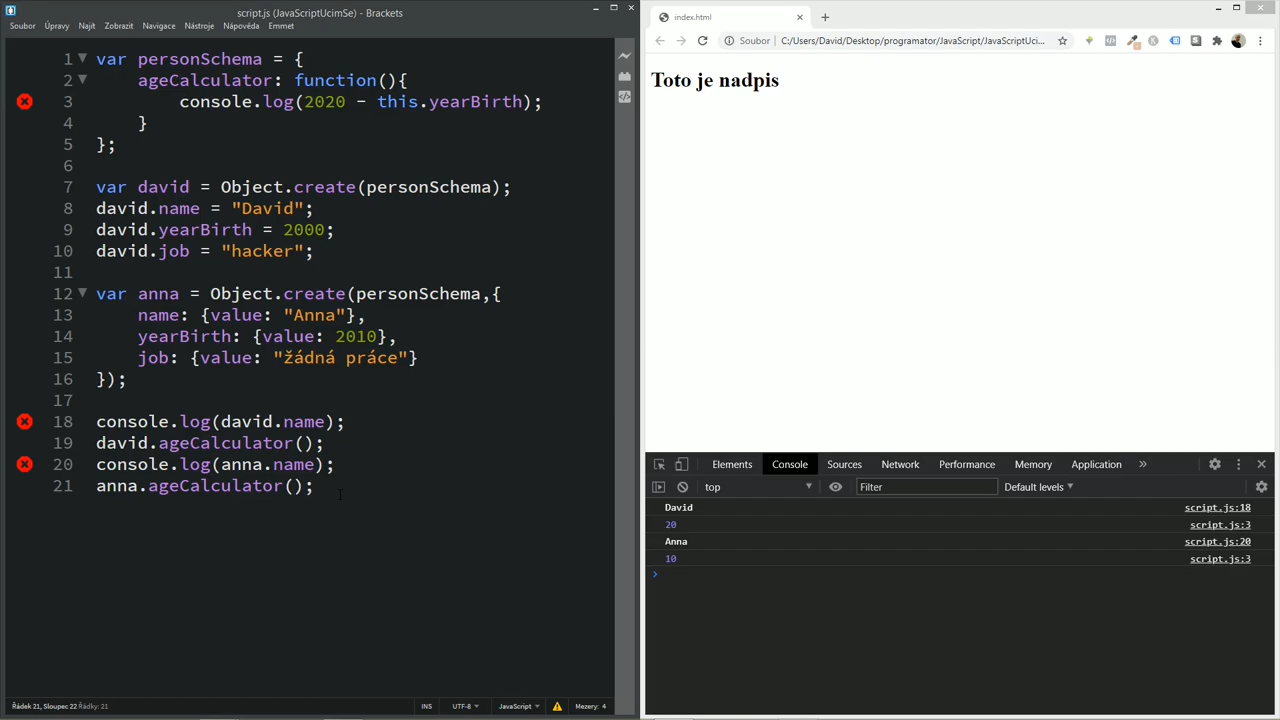 script.js (JavaScriptUcimSe) - Brackets
Soubor Úpravy Najít Zobrazit Navigace Nástroje Nápověda Emmet
1 var personSchema = {
2 ageCalculator: function(){
3 console.log(2020 - this.yearBirth);
4 }
5 };
6
7 var david = Object.create(personSchema);
8 david.name = "David";
9 david.yearBirth = 2000;
10 david.job = "hacker";
11
12 var anna = Object.create(personSchema,{
13 name: {value: "Anna"},
14 yearBirth: {value: 2010},
15 job: {value: "žádná práce"}
16 });
17
18 console.log(david.name);
19 david.ageCalculator();
20 console.log(anna.name);
21 anna.ageCalculator();
Řádek 21, Sloupec 22 Řádky: 21 INS UTF-8 JavaScript Mezery: 4
index.html
Soubor C:/Users/David/Desktop/programator/JavaScript/JavaScriptUci...
Toto je nadpis
Elements Console Sources Network Performance Memory Application
top Filter Default levels
David script.js:18
20 script.js:3
Anna script.js:20
10 script.js:3